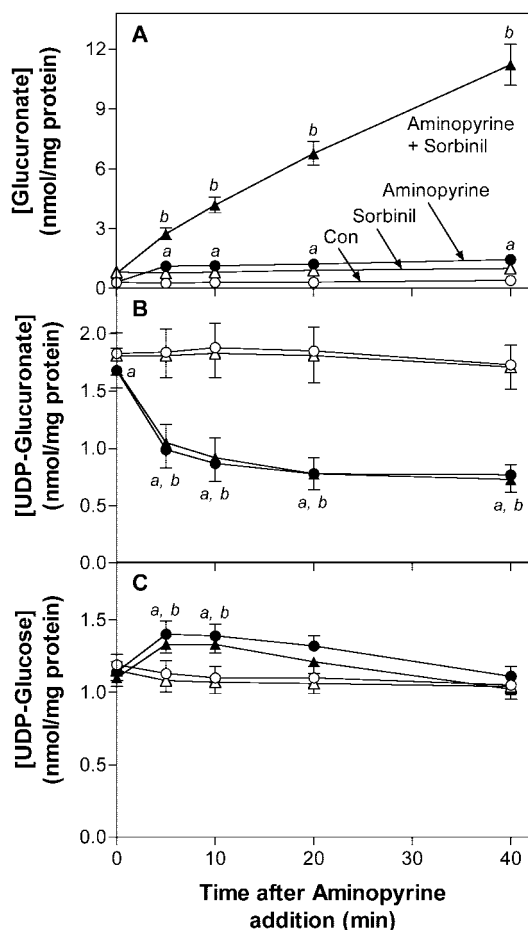 A
[Glucuronate]
(nmol/mg protein)
12
9
6
3
0
b
b
b
b
Aminopyrine
+ Sorbinil
Aminopyrine
Sorbinil
Con
a
a
a
a
B
[UDP-Glucuronate]
(nmol/mg protein)
2.0
1.5
1.0
0.5
0.0
a
a, b
a, b
a, b
a, b
C
[UDP-Glucose]
(nmol/mg protein)
1.5
1.0
0.5
0.0
a, b
a, b
0
10
20
30
40
Time after Aminopyrine
addition (min)